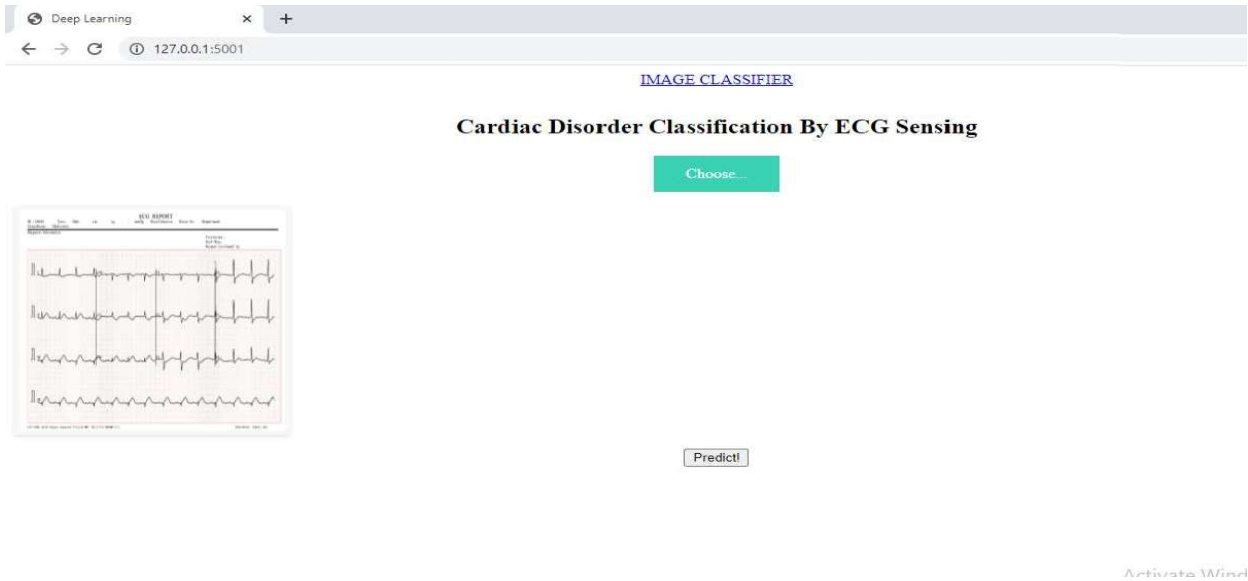 Deep Learning
127.0.0.1:5001
IMAGE CLASSIFIER
Cardiac Disorder Classification By ECG Sensing
Choose...
ECG REPORT
Predict!
Activate Wind